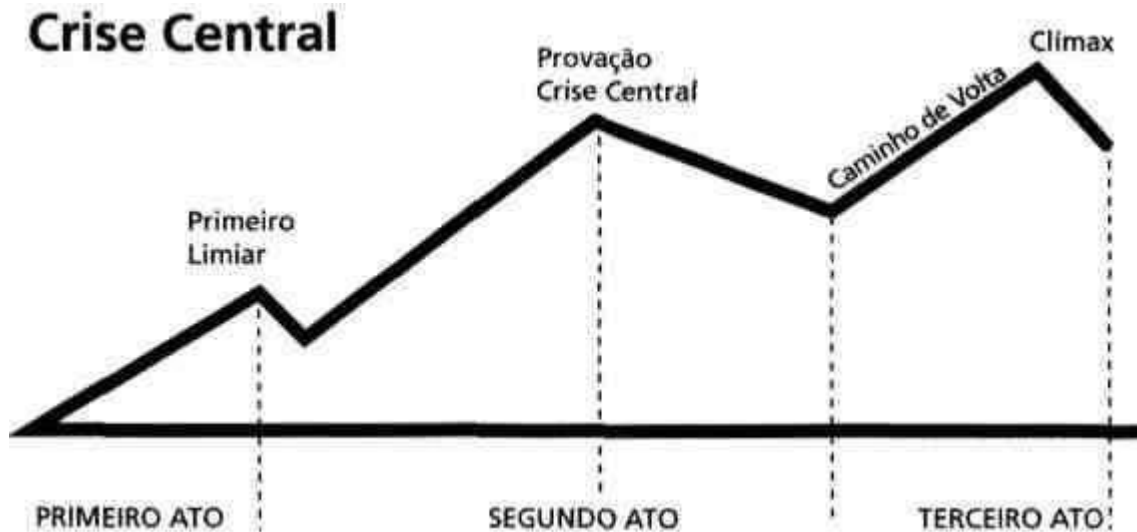 Crise Central
Clímax
Provação
Crise Central
Caminho de Volta
Primeiro
Limiar
PRIMEIRO ATO
SEGUNDO ATO
TERCEIRO ATO